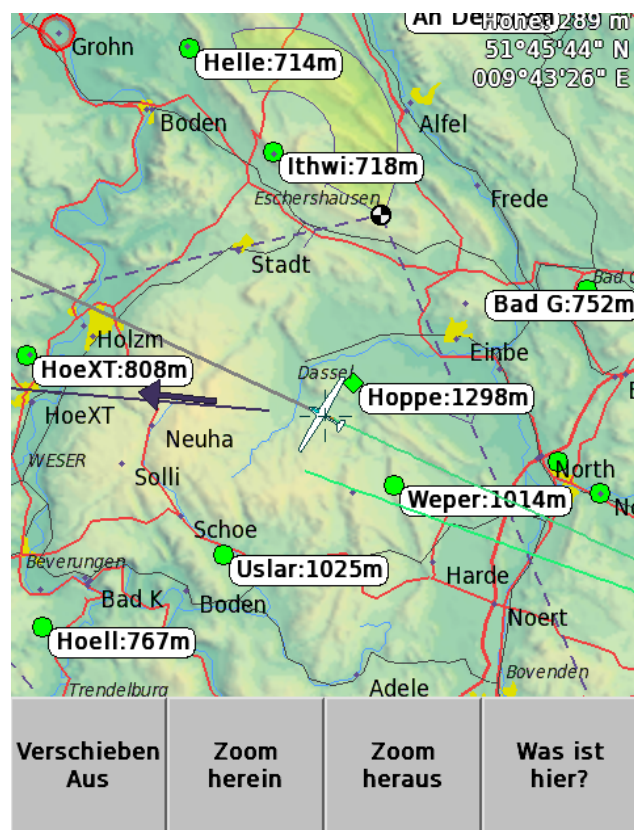 Höhe: 289 m
51°45'44" N
009°43'26" E
Grohn
Helle:714m
Boden
Alfel
Ithwi:718m
Eschershausen
Frede
Stadt
Bad G:752m
Holzm
Einbe
HoeXT:808m
Dassel
Hoppe:1298m
HoeXT
Neuha
WESER
Solli
North
Weper:1014m
Schoe
Beverungen
Uslar:1025m
Harde
Bad K
Boden
Noert
Hoell:767m
Bovenden
Trendelburg
Adele
Verschieben
Aus
Zoom
herein
Zoom
heraus
Was ist
hier?